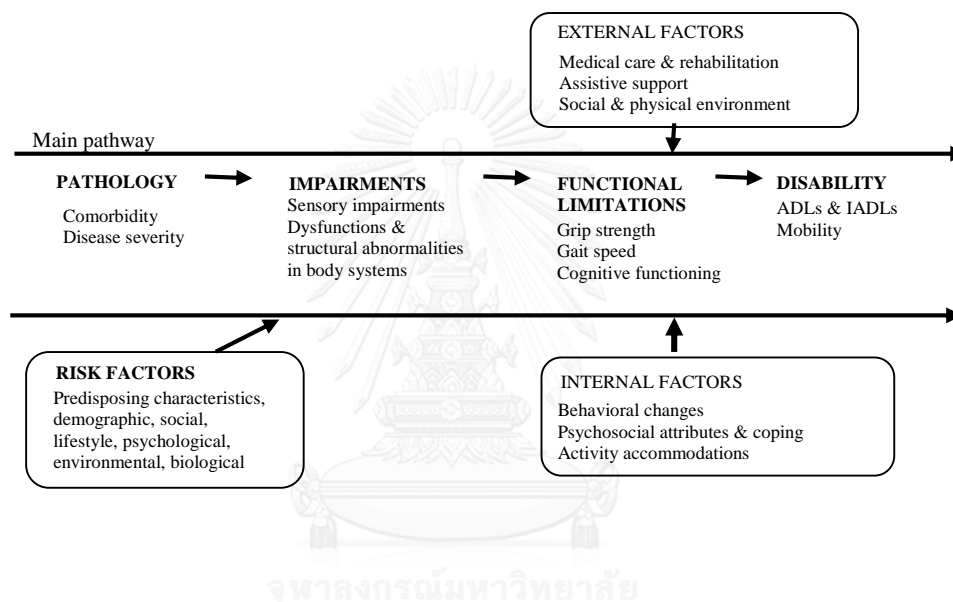 EXTERNAL FACTORS
Medical care & rehabilitation
Assistive support
Social & physical environment
Main pathway
PATHOLOGY
Comorbidity
Disease severity
IMPAIRMENTS
Sensory impairments
Dysfunctions &
structural abnormalities
in body systems
FUNCTIONAL
LIMITATIONS
Grip strength
Gait speed
Cognitive functioning
DISABILITY
ADLs & IADLs
Mobility
RISK FACTORS
Predisposing characteristics,
demographic, social,
lifestyle, psychological,
environmental, biological
INTERNAL FACTORS
Behavioral changes
Psychosocial attributes & coping
Activity accommodations
จุฬาลงกรณ์มหาวิทยาลัย